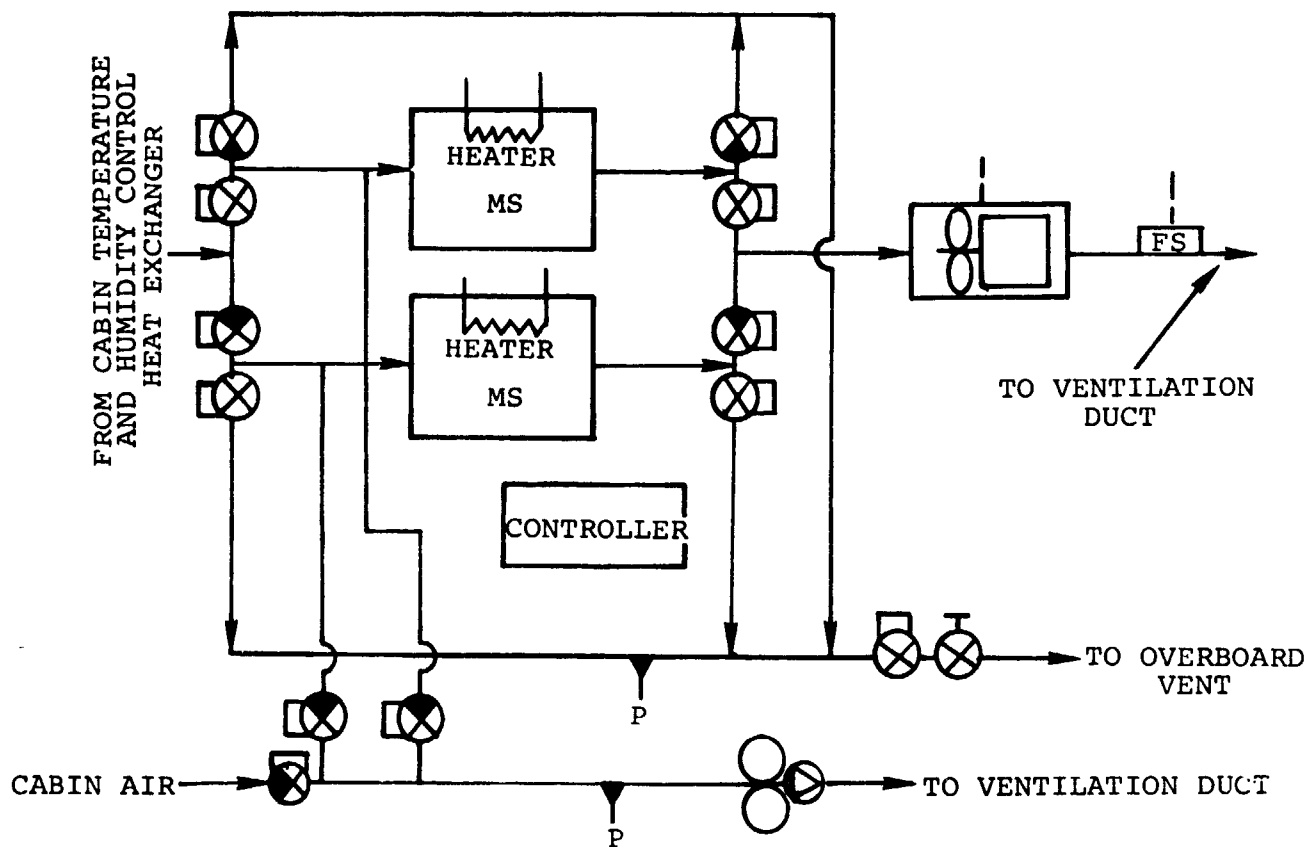 FROM CABIN TEMPERATURE
AND HUMIDITY CONTROL
HEAT EXCHANGER
HEATER
MS
HEATER
MS
FS
TO VENTILATION
DUCT
CONTROLLER
P
TO OVERBOARD
VENT
CABIN AIR
P
TO VENTILATION DUCT